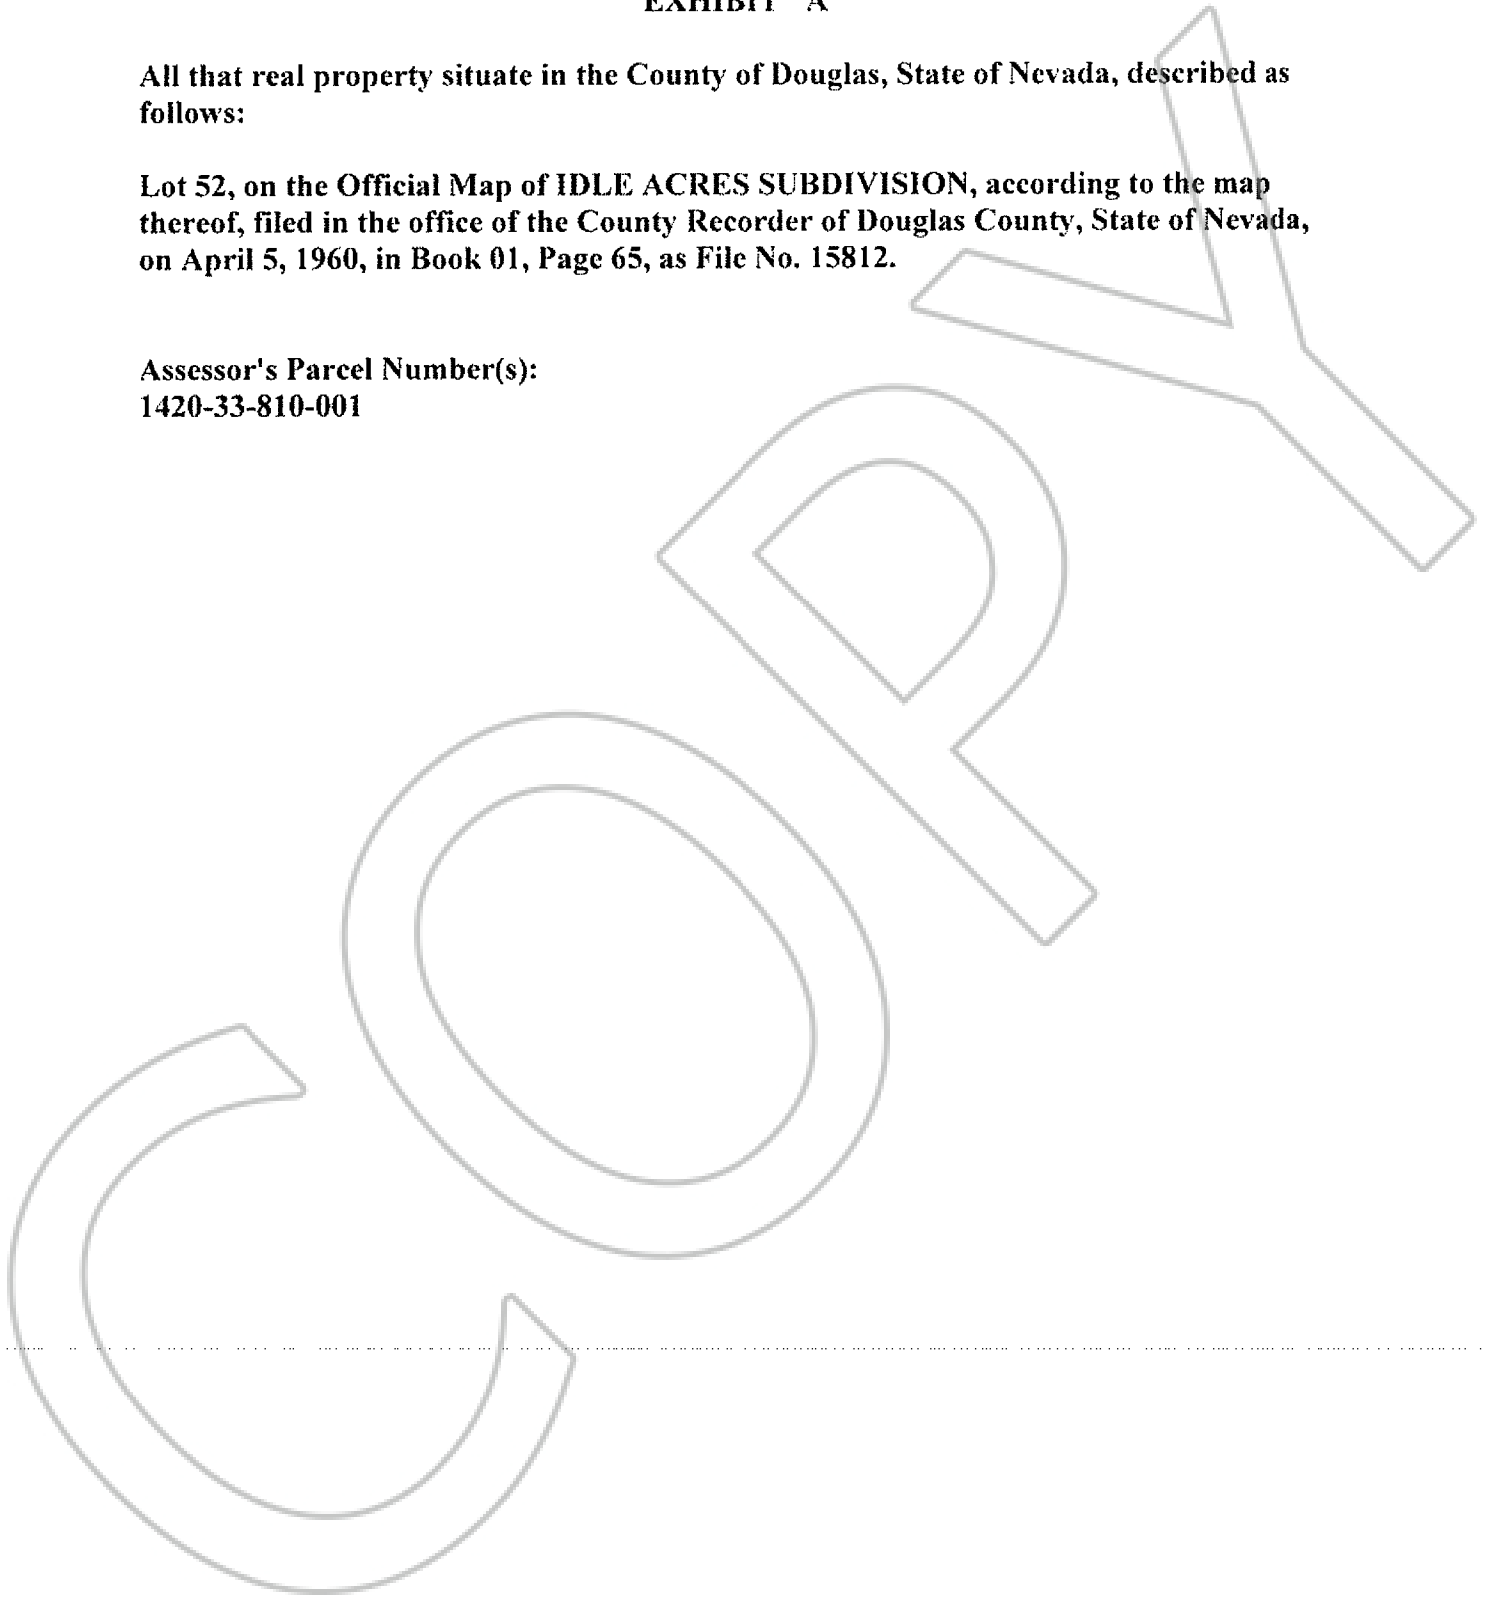 EXHIBIT A
All that real property situate in the County of Douglas, State of Nevada, described as
follows:
Lot 52, on the Official Map of IDLE ACRES SUBDIVISION, according to the map
thereof, filed in the office of the County Recorder of Douglas County, State of Nevada,
on April 5, 1960, in Book 01, Page 65, as File No. 15812.
Assessor's Parcel Number(s):
1420-33-810-001
COPY